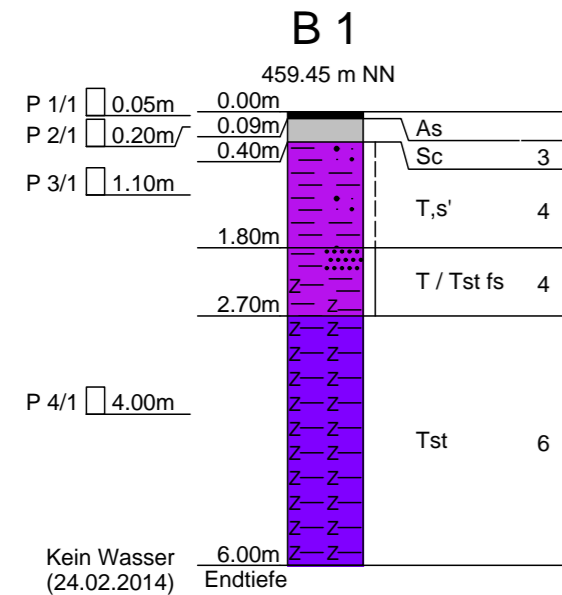 B 1
459.45 m NN
P 1/1 0.05m 0.00m
P 2/1 0.20m 0.09m As
0.40m Sc 3
P 3/1 1.10m T,s' 4
1.80m
T / Tst fs 4
Z
2.70m Z
Z Z
Z Z
Z Z
P 4/1 4.00m Z Z
Z Z
Tst 6
Z Z
Z Z
Z Z
Z Z
Kein Wasser 6.00m Z Z
(24.02.2014) Endtiefe